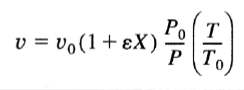 v = v₀(1 + εX) P₀/P (T/T₀)